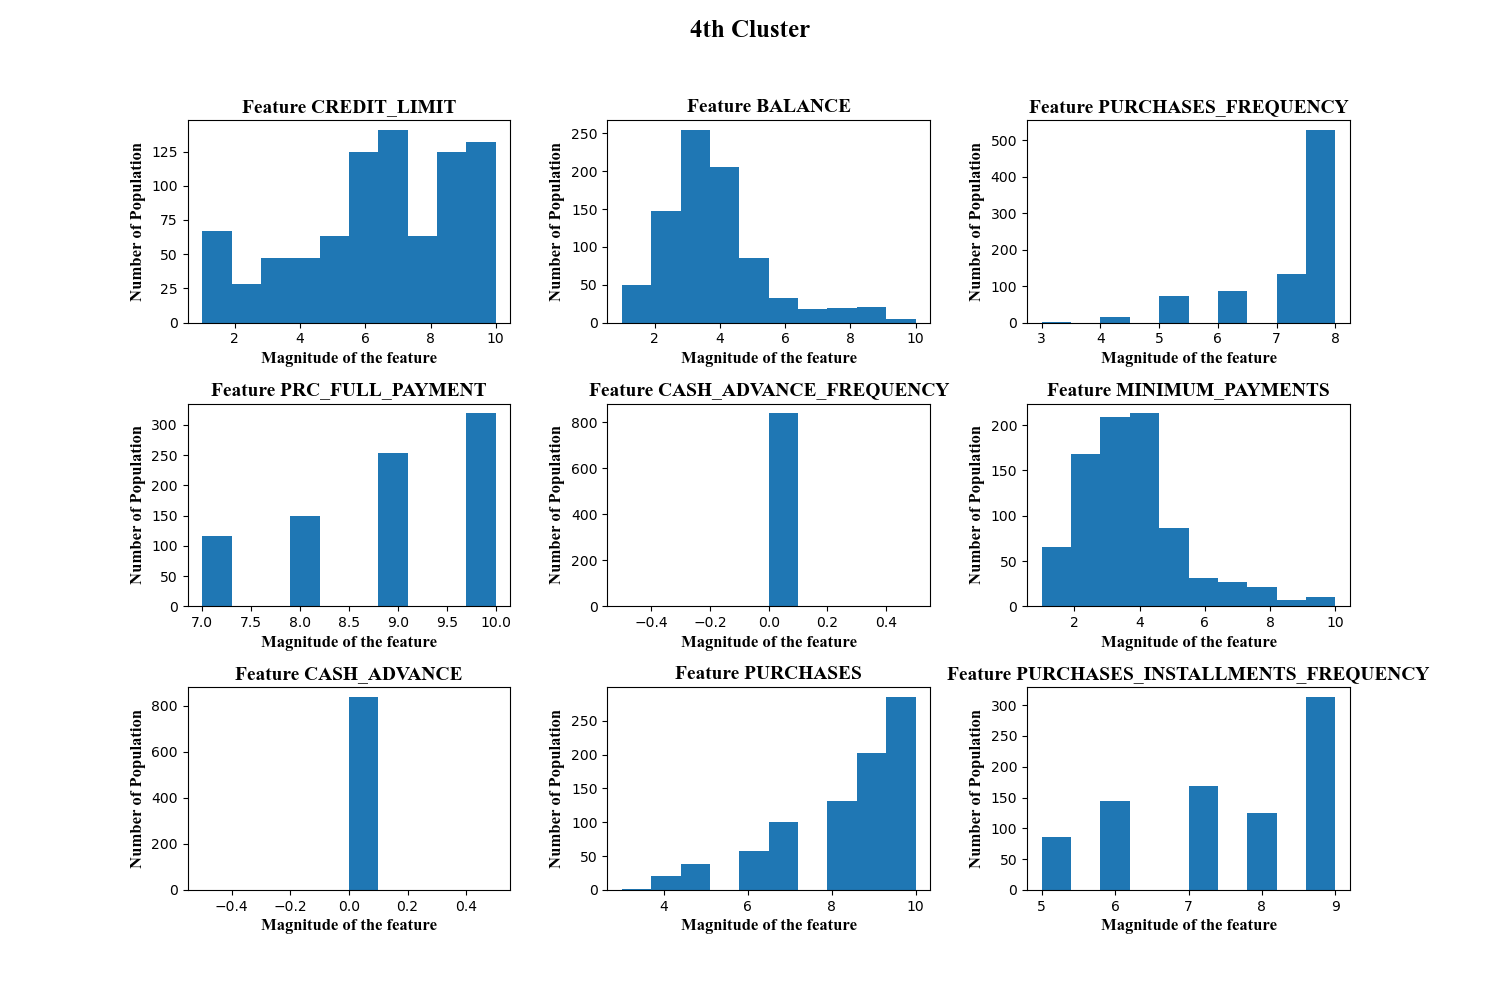 4th Cluster
Feature CREDIT_LIMIT
Number of Population
125
100
75
50
25
0
2 4 6 8 10
Magnitude of the feature
Feature BALANCE
Number of Population
250
200
150
100
50
0
2 4 6 8 10
Magnitude of the feature
Feature PURCHASES_FREQUENCY
Number of Population
500
400
300
200
100
0
3 4 5 6 7 8
Magnitude of the feature
Feature PRC_FULL_PAYMENT
Number of Population
300
250
200
150
100
50
0
7.0 7.5 8.0 8.5 9.0 9.5 10.0
Magnitude of the feature
Feature CASH_ADVANCE_FREQUENCY
Number of Population
800
600
400
200
0
−0.4 −0.2 0.0 0.2 0.4
Magnitude of the feature
Feature MINIMUM_PAYMENTS
Number of Population
200
150
100
50
0
2 4 6 8 10
Magnitude of the feature
Feature CASH_ADVANCE
Number of Population
800
600
400
200
0
−0.4 −0.2 0.0 0.2 0.4
Magnitude of the feature
Feature PURCHASES
Number of Population
250
200
150
100
50
0
4 6 8 10
Magnitude of the feature
Feature PURCHASES_INSTALLMENTS_FREQUENCY
Number of Population
300
250
200
150
100
50
0
5 6 7 8 9
Magnitude of the feature